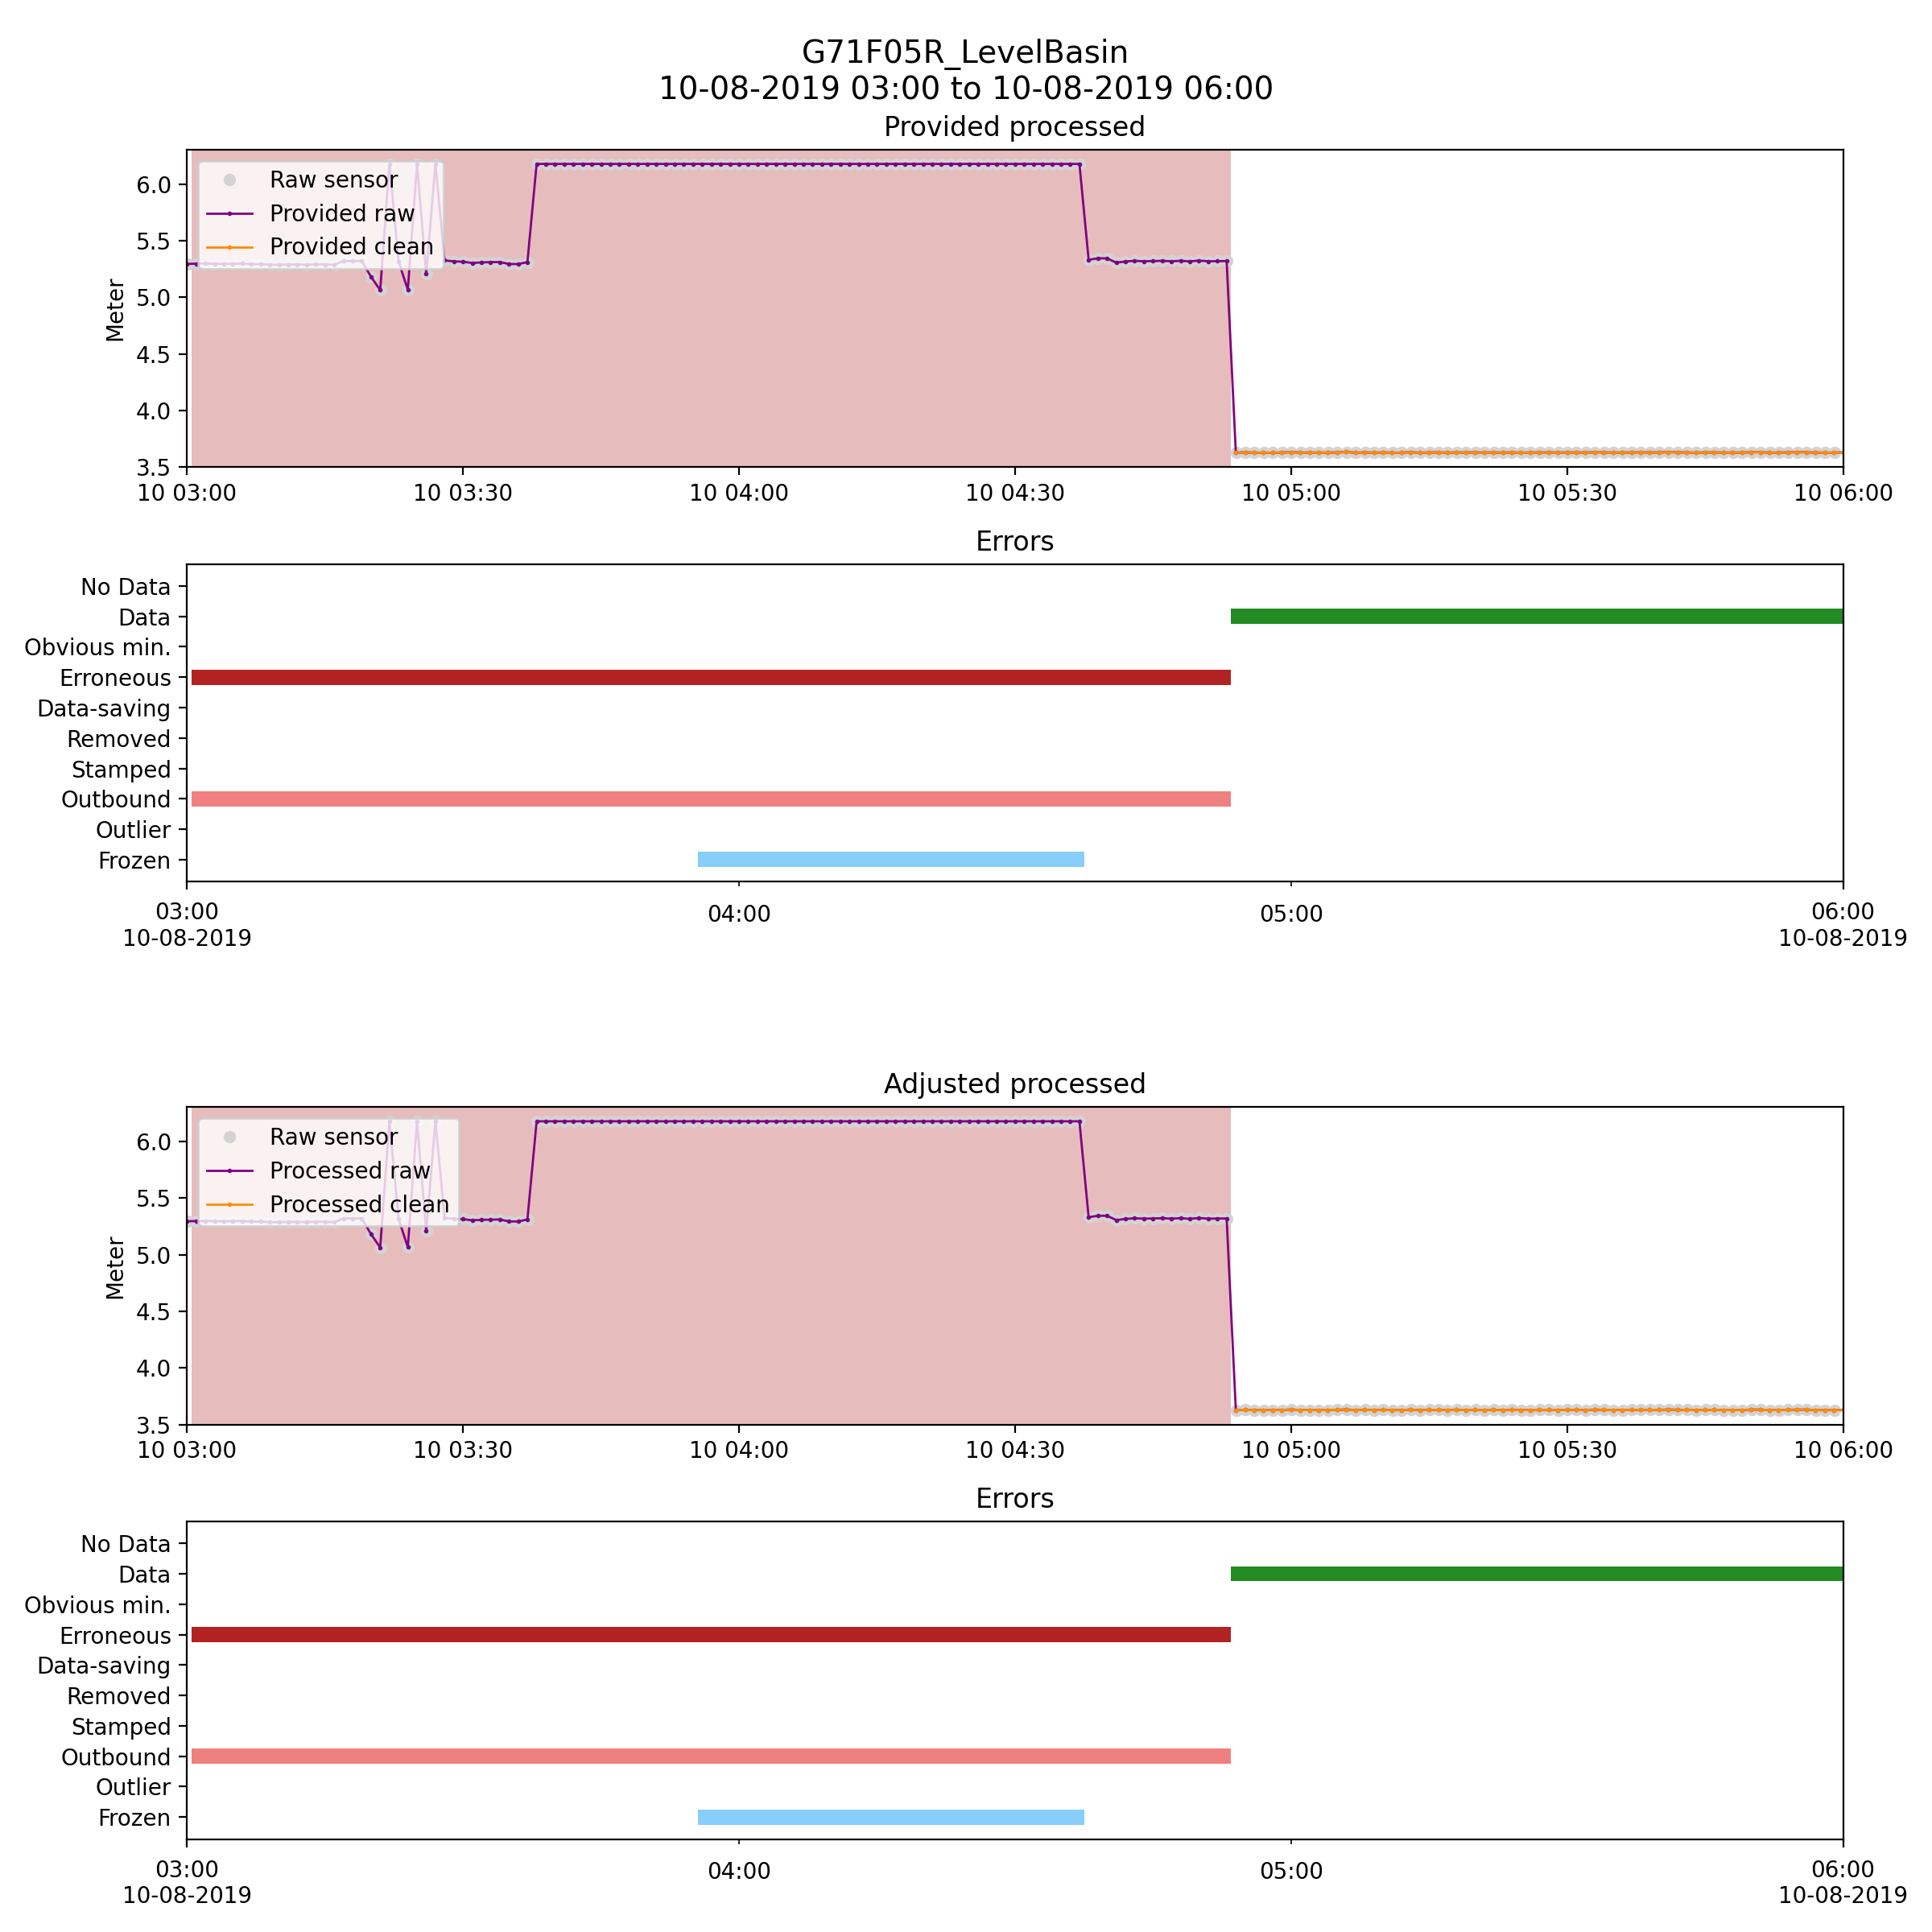 G71F05R_LevelBasin
10-08-2019 03:00 to 10-08-2019 06:00
Provided processed
6.0
5.5
5.0
4.5
4.0
3.5
Meter
Raw sensor
Provided raw
Provided clean
10 03:00 10 03:30 10 04:00 10 04:30 10 05:00 10 05:30 10 06:00
Errors
No Data
Data
Obvious min.
Erroneous
Data-saving
Removed
Stamped
Outbound
Outlier
Frozen
03:00 04:00 05:00 06:00
10-08-2019 10-08-2019
Adjusted processed
6.0
5.5
5.0
4.5
4.0
3.5
Meter
Raw sensor
Processed raw
Processed clean
10 03:00 10 03:30 10 04:00 10 04:30 10 05:00 10 05:30 10 06:00
Errors
No Data
Data
Obvious min.
Erroneous
Data-saving
Removed
Stamped
Outbound
Outlier
Frozen
03:00 04:00 05:00 06:00
10-08-2019 10-08-2019